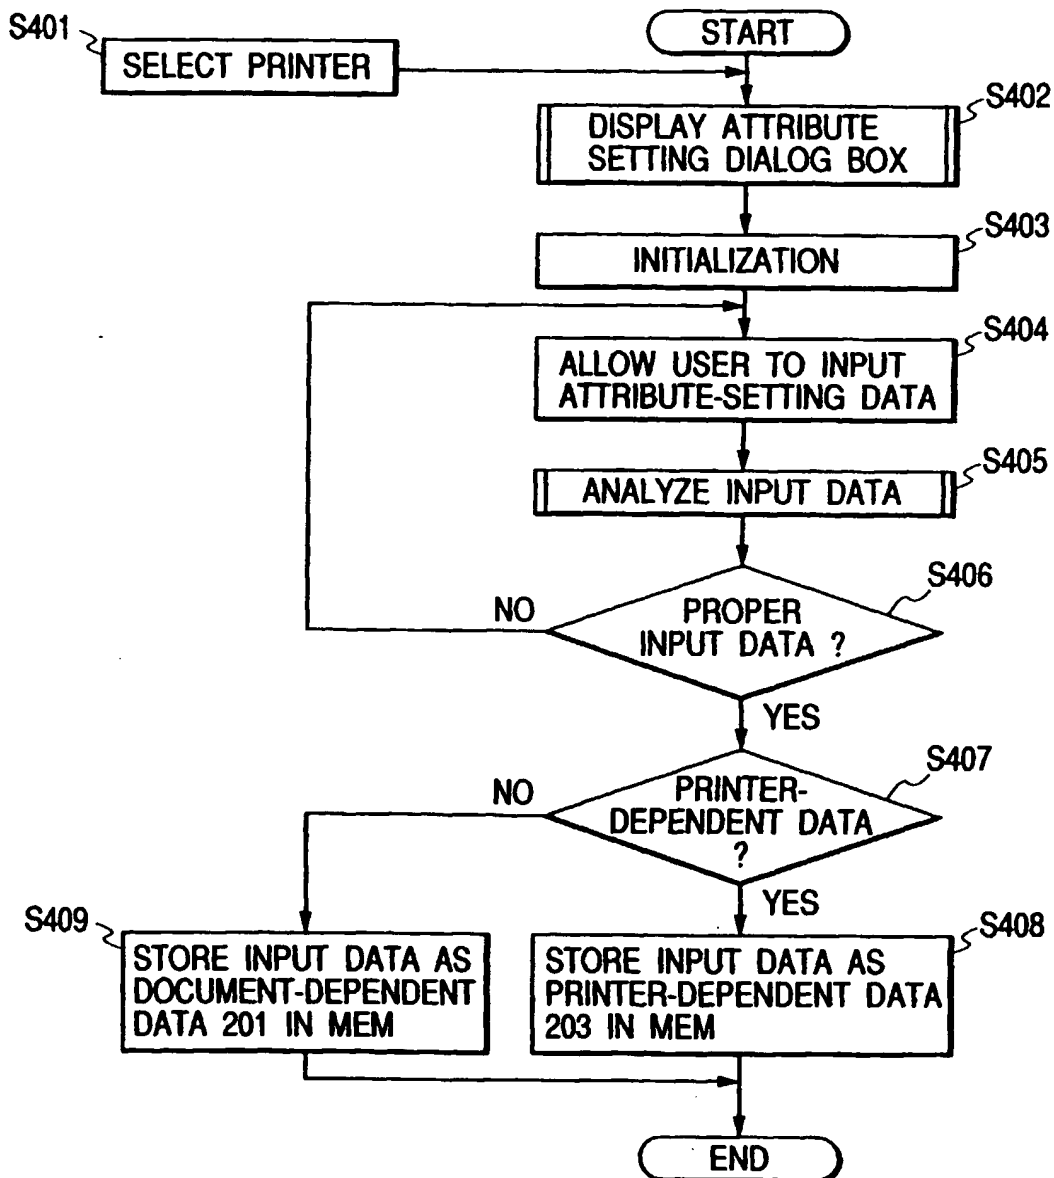 S401
SELECT PRINTER
START
S402
DISPLAY ATTRIBUTE
SETTING DIALOG BOX
S403
INITIALIZATION
S404
ALLOW USER TO INPUT
ATTRIBUTE-SETTING DATA
S405
ANALYZE INPUT DATA
S406
NO
PROPER
INPUT DATA ?
YES
S407
NO
PRINTER-
DEPENDENT DATA
?
YES
S409
STORE INPUT DATA AS
DOCUMENT-DEPENDENT
DATA 201 IN MEM
S408
STORE INPUT DATA AS
PRINTER-DEPENDENT DATA
203 IN MEM
END